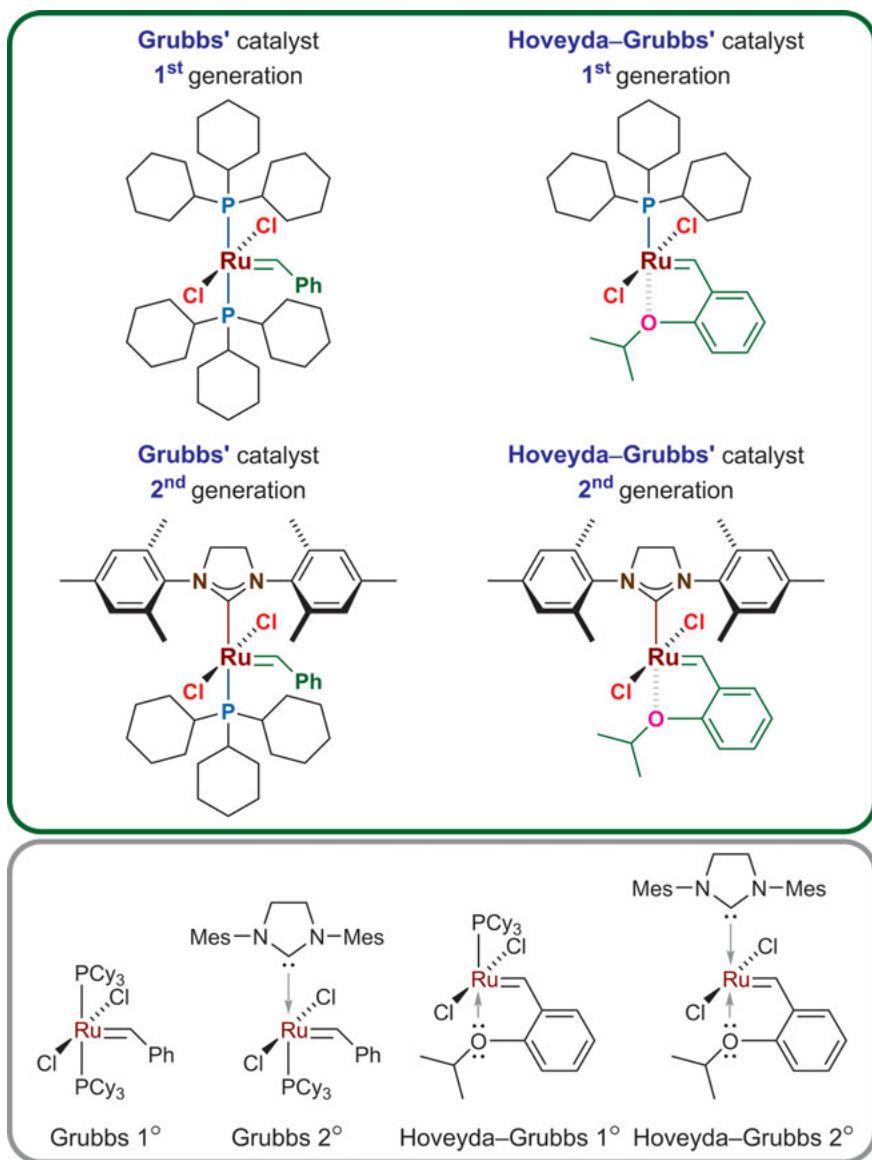 Grubbs' catalyst
1st generation
Hoveyda–Grubbs' catalyst
1st generation
P
Cl
Ru
Cl
Ph
P
P
Cl
Ru
Cl
O
Grubbs' catalyst
2nd generation
Hoveyda–Grubbs' catalyst
2nd generation
N N
Cl
Ru
Cl
Ph
P
N N
Cl
Ru
Cl
O
PCy3
Cl
Ru
Cl
Ph
PCy3
Grubbs 1°
Mes N N Mes
Cl
Ru
Cl
Ph
PCy3
Grubbs 2°
PCy3
Cl
Ru
Cl
O
Hoveyda–Grubbs 1°
Mes N N Mes
Cl
Ru
Cl
O
Hoveyda–Grubbs 2°